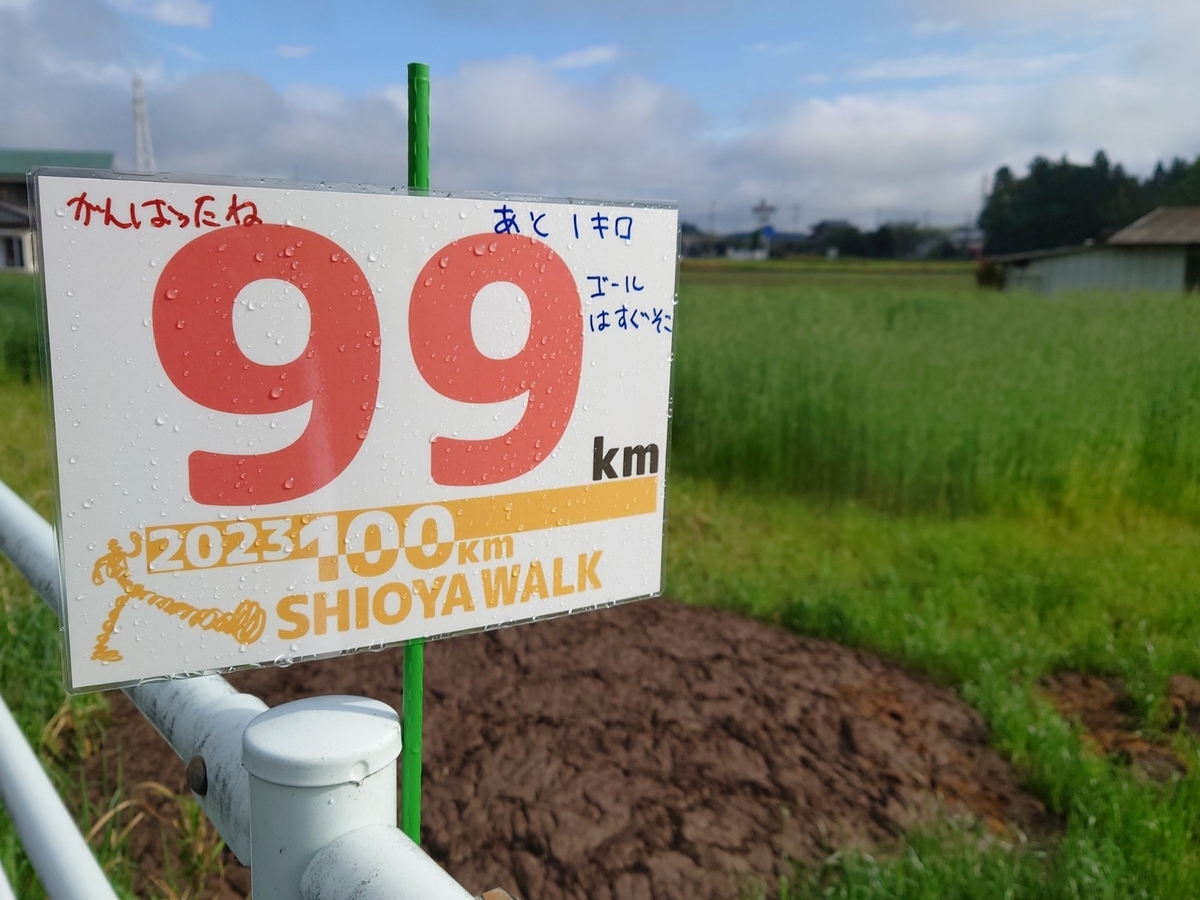 がんばったね
あと 1キロ
ゴール
はすぐそこ
99
km
2023 100km
SHIOYA WALK